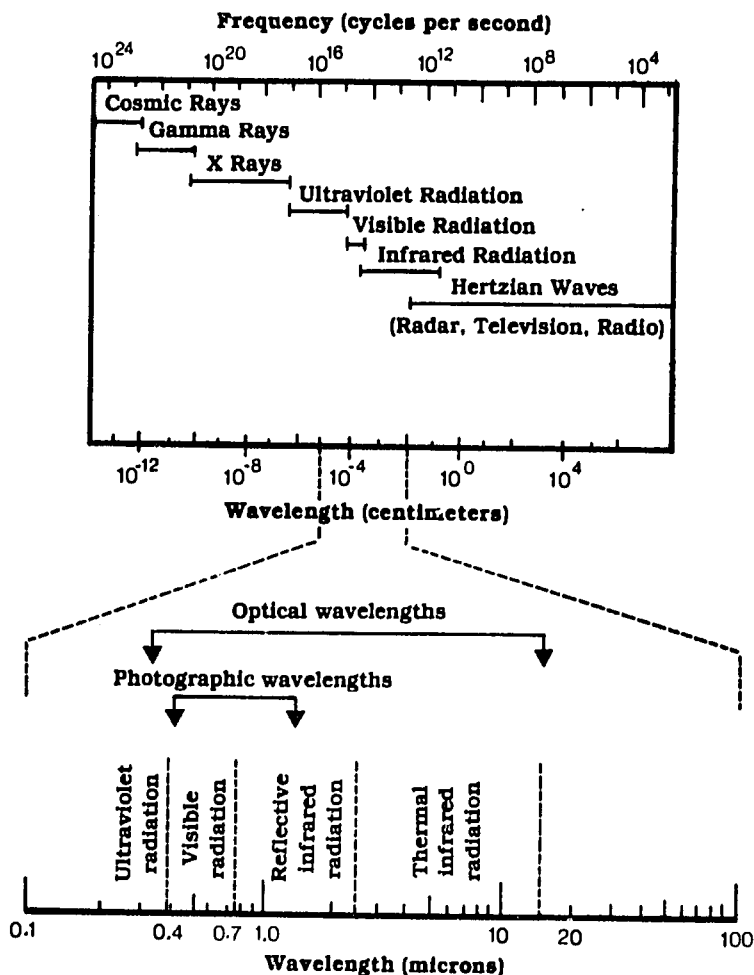 Frequency (cycles per second)
10^24 10^20 10^16 10^12 10^8 10^4
Cosmic Rays
Gamma Rays
X Rays
Ultraviolet Radiation
Visible Radiation
Infrared Radiation
Hertzian Waves
(Radar, Television, Radio)
10^-12 10^-8 10^-4 10^0 10^4
Wavelength (centimeters)
Optical wavelengths
Photographic wavelengths
Ultraviolet
radiation
Visible
radiation
Reflective
infrared
radiation
Thermal
infrared
radiation
0.1 0.4 0.7 1.0 10 20 100
Wavelength (microns)